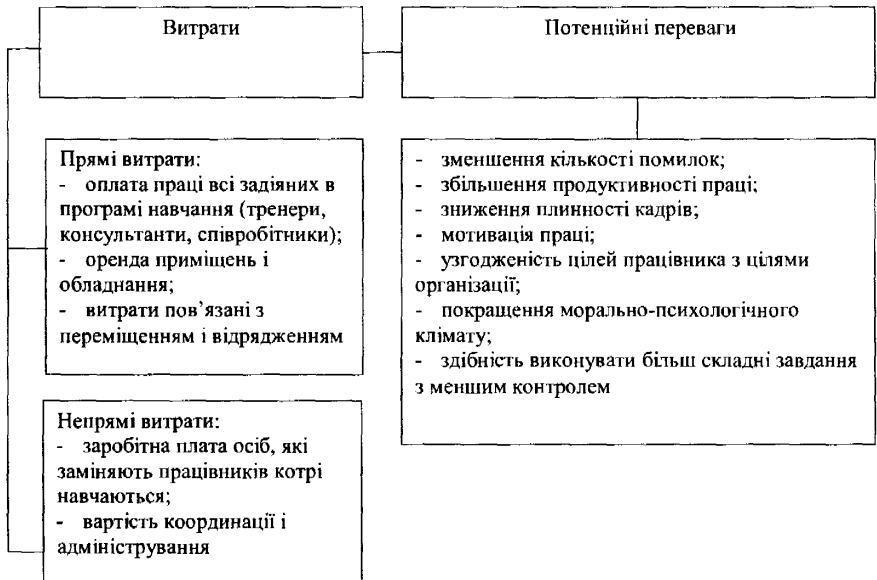 Витрати
Потенційні переваги
Прямі витрати:
- оплата праці всі задіяних в
програмі навчання (тренери,
консультанти, співробітники);
- оренда приміщень і
обладнання;
- витрати пов’язані з
переміщенням і відрядженням
Непрямі витрати:
- заробітна плата осіб, які
заміняють працівників котрі
навчаються;
- вартість координації і
адміністрування
- зменшення кількості помилок;
- збільшення продуктивності праці;
- зниження плинності кадрів;
- мотивація праці;
- узгодженість цілей працівника з цілями
організації;
- покращення морально-психологічного
клімату;
- здібність виконувати більш складні завдання
з меншим контролем